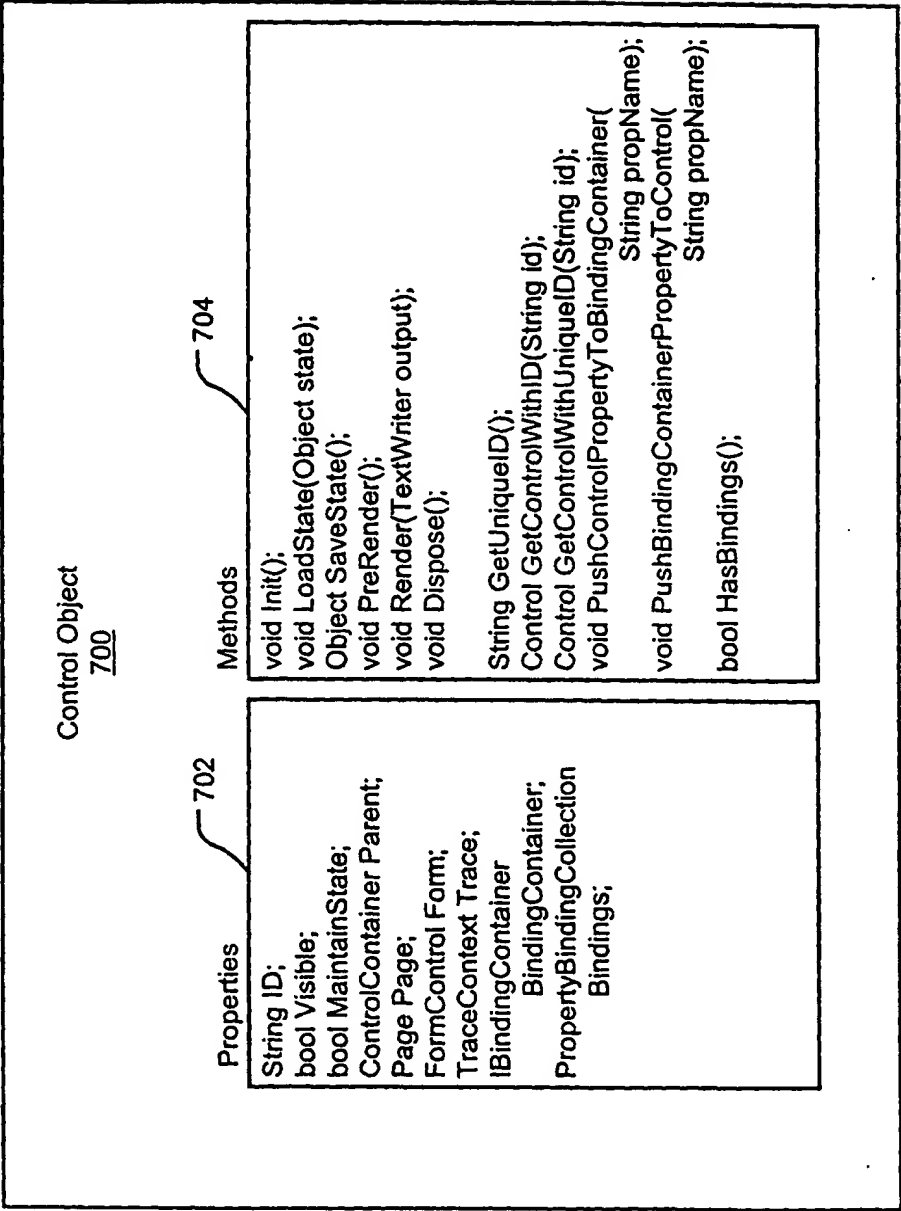 Control Object
700
Properties
702
String ID;
bool Visible;
bool MaintainState;
ControlContainer Parent;
Page Page;
FormControl Form;
TraceContext Trace;
IBindingContainer
BindingContainer;
PropertyBindingCollection
Bindings;
Methods
704
void Init();
void LoadState(Object state);
Object SaveState();
void PreRender();
void Render(TextWriter output);
void Dispose();
String GetUniqueID();
Control GetControlWithID(String id);
Control GetControlWithUniqueID(String id);
void PushControlPropertyToBindingContainer(
String propName);
void PushBindingContainerPropertyToControl(
String propName);
bool HasBindings();